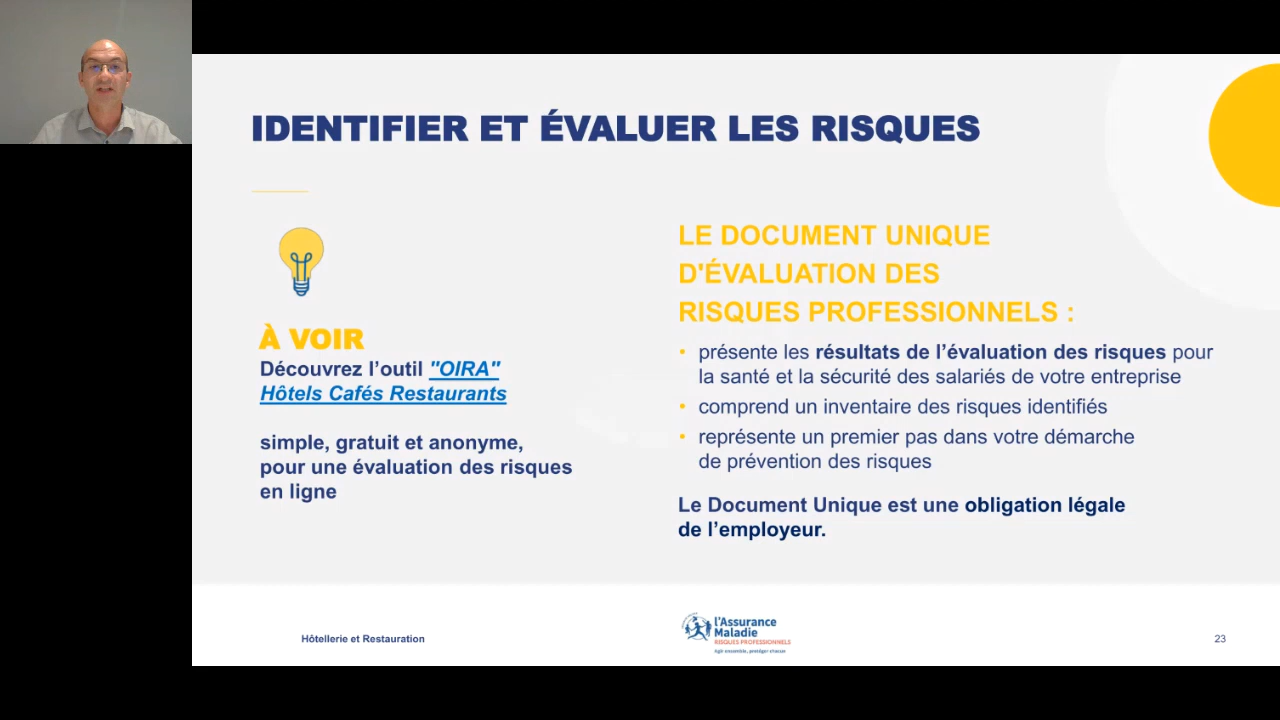 IDENTIFIER ET ÉVALUER LES RISQUES
À VOIR
Découvrez l’outil "OIRA"
Hôtels Cafés Restaurants
simple, gratuit et anonyme,
pour une évaluation des risques
en ligne
LE DOCUMENT UNIQUE
D'ÉVALUATION DES
RISQUES PROFESSIONNELS :
• présente les résultats de l’évaluation des risques pour
la santé et la sécurité des salariés de votre entreprise
• comprend un inventaire des risques identifiés
• représente un premier pas dans votre démarche
de prévention des risques
Le Document Unique est une obligation légale
de l’employeur.
Hôtellerie et Restauration
l'Assurance
Maladie
RISQUES PROFESSIONNELS
Agir ensemble, protéger chacun
23